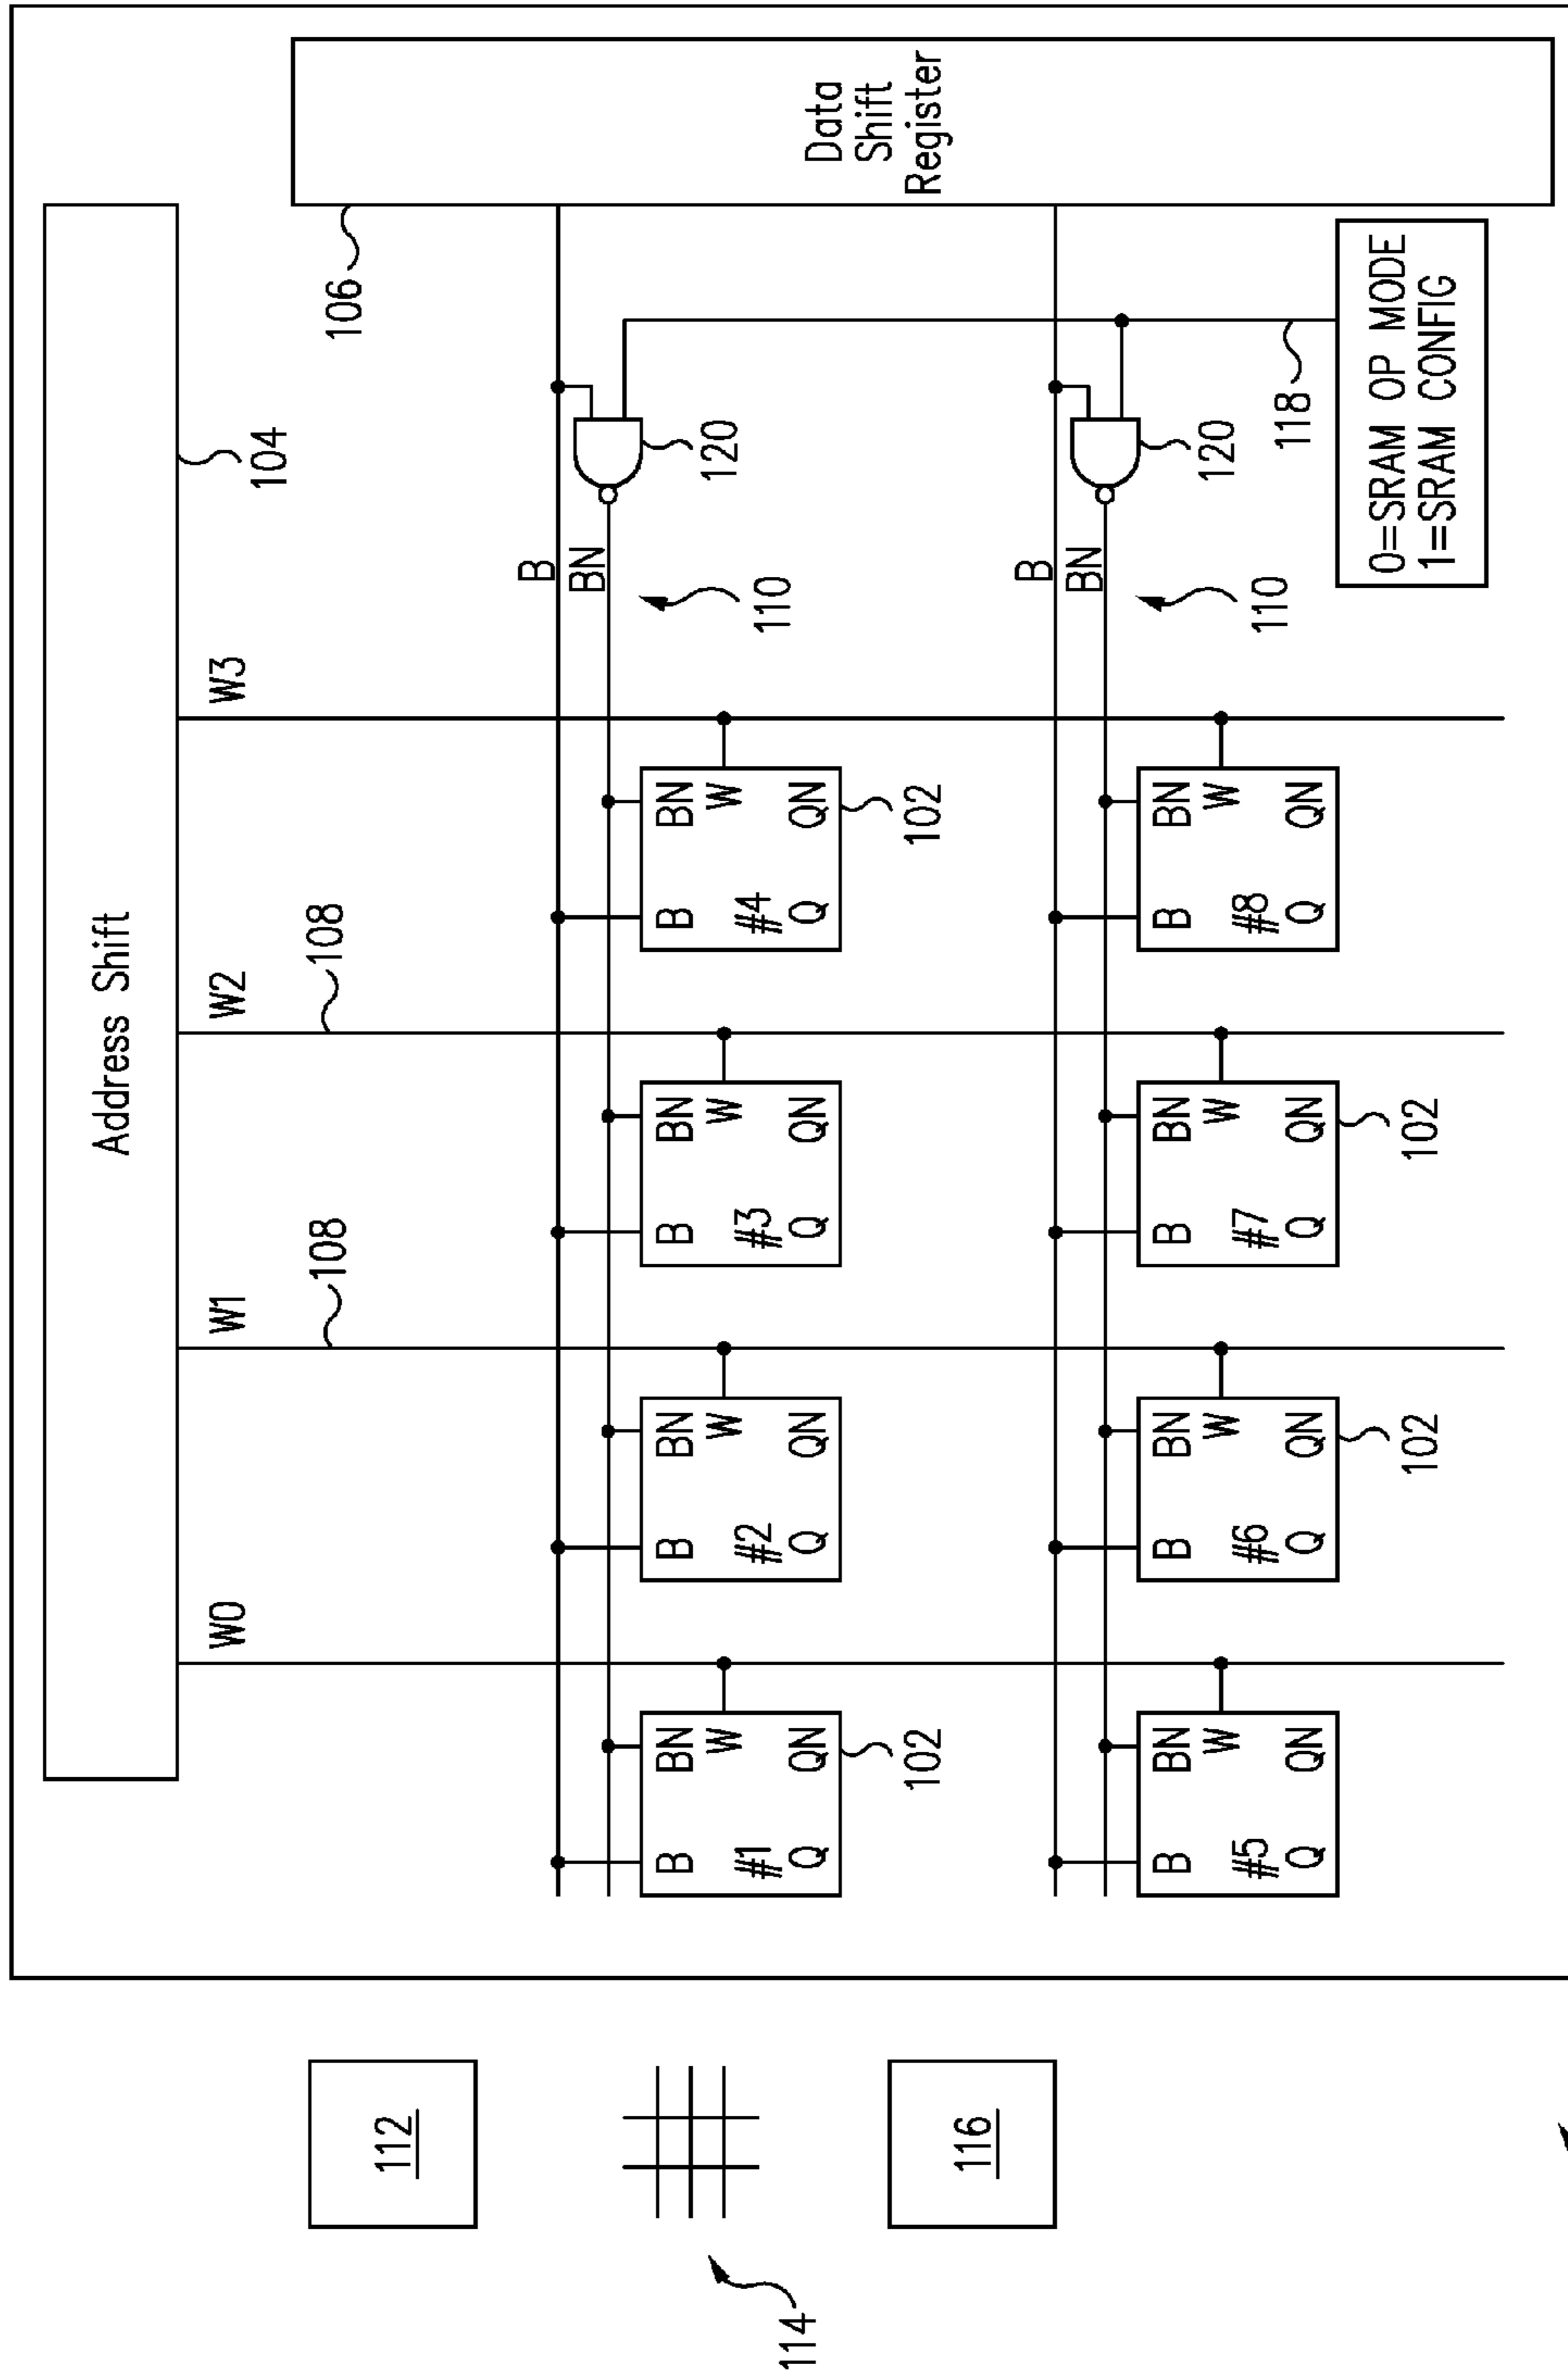 Address Shift
104
W0
W1
W2
W3
108
108
106
Data
Shift
Register
B
BN
110
120
B
BN
W
#1
Q
QN
102
B
BN
W
#2
Q
QN
B
BN
W
#3
Q
QN
B
BN
W
#4
Q
QN
102
B
BN
110
120
118
B
BN
W
#5
Q
QN
B
BN
W
#6
Q
QN
102
B
BN
W
#7
Q
QN
102
B
BN
W
#8
Q
QN
0=SRAM OP MODE
1=SRAM CONFIG
112
114
116